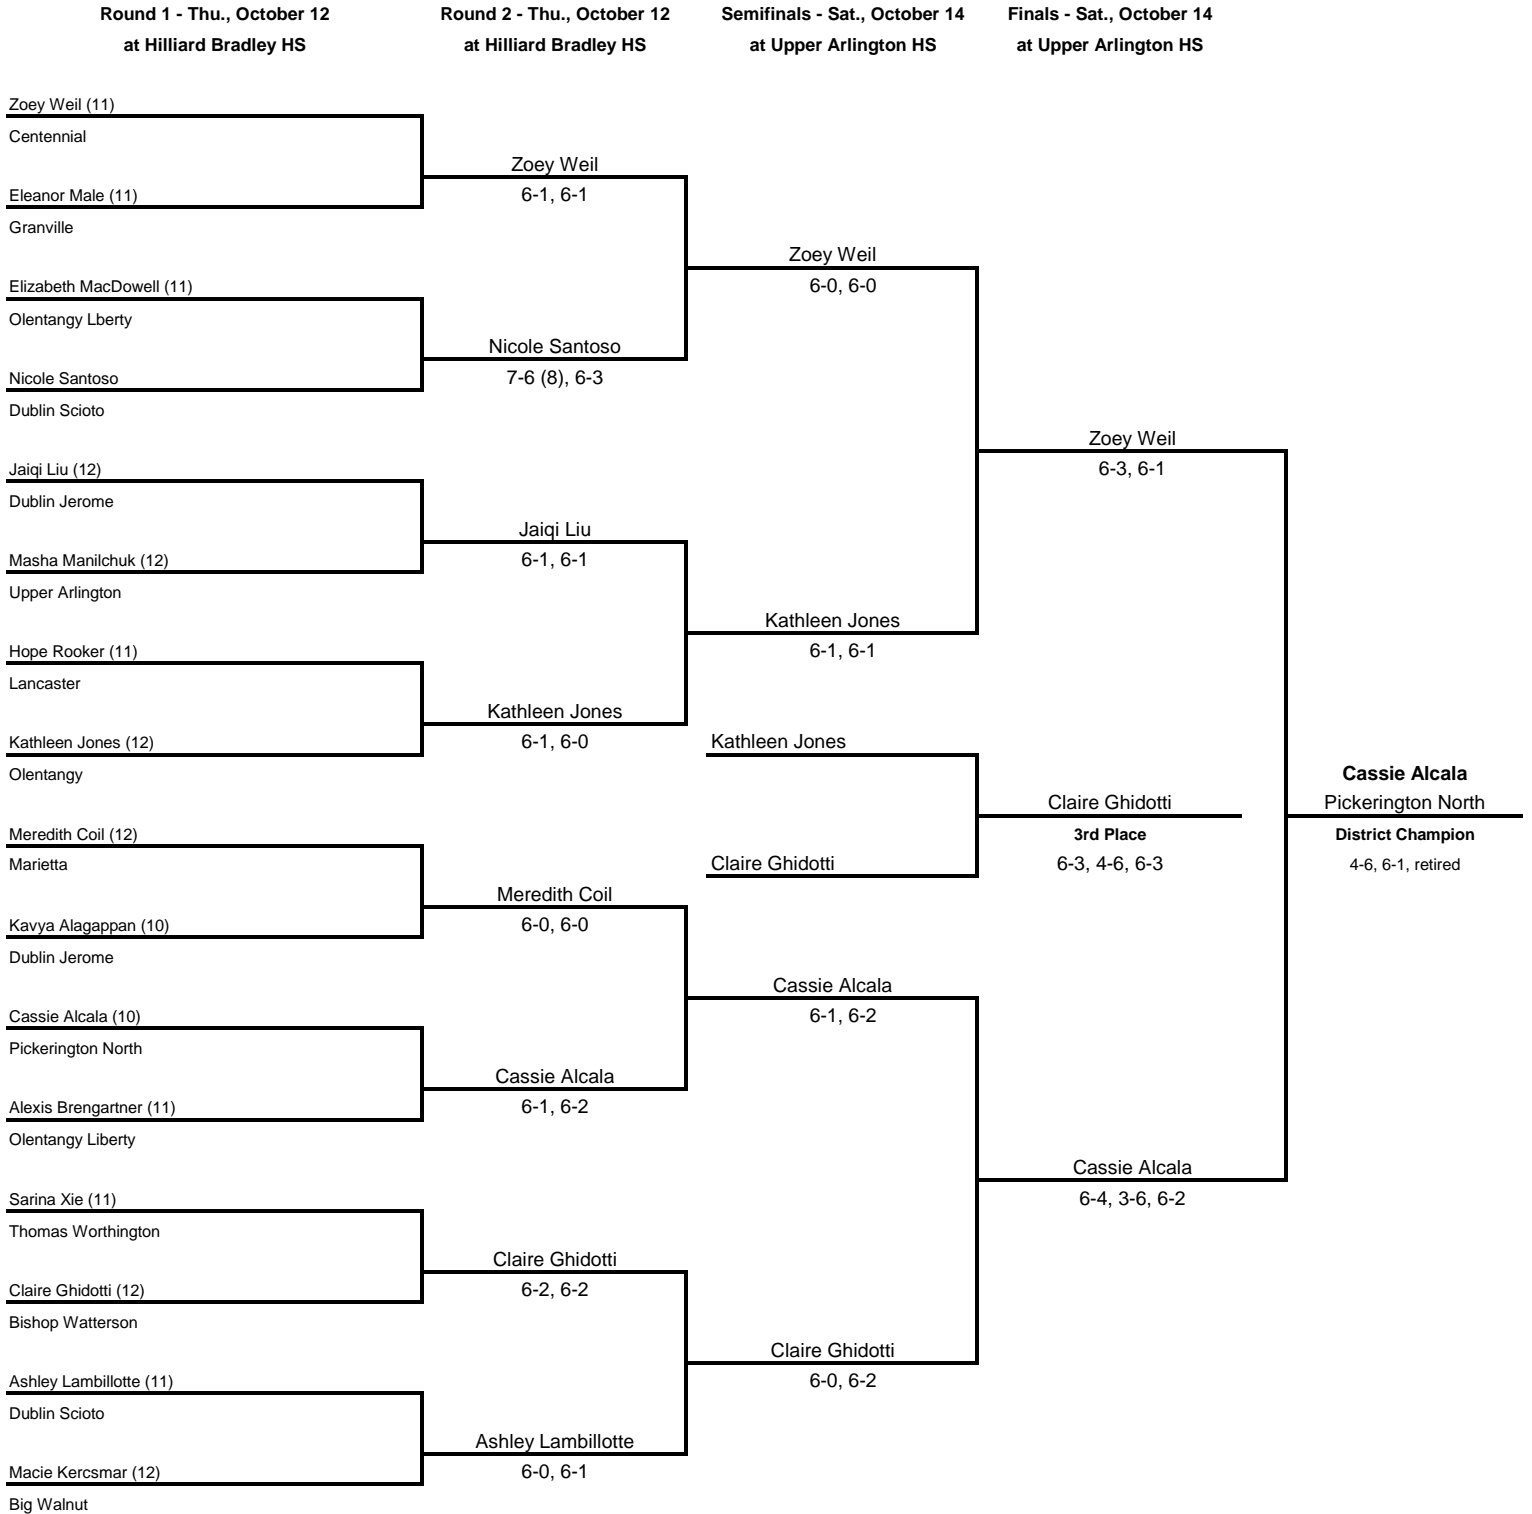 Round 1 - Thu., October 12
at Hilliard Bradley HS
Round 2 - Thu., October 12
at Hilliard Bradley HS
Semifinals - Sat., October 14
at Upper Arlington HS
Finals - Sat., October 14
at Upper Arlington HS
Zoey Weil (11)
Centennial
Eleanor Male (11)
Granville
Elizabeth MacDowell (11)
Olentangy Lberty
Nicole Santoso
Dublin Scioto
Jaiqi Liu (12)
Dublin Jerome
Masha Manilchuk (12)
Upper Arlington
Hope Rooker (11)
Lancaster
Kathleen Jones (12)
Olentangy
Meredith Coil (12)
Marietta
Kavya Alagappan (10)
Dublin Jerome
Cassie Alcala (10)
Pickerington North
Alexis Brengartner (11)
Olentangy Liberty
Sarina Xie (11)
Thomas Worthington
Claire Ghidotti (12)
Bishop Watterson
Ashley Lambillotte (11)
Dublin Scioto
Macie Kercsmar (12)
Big Walnut
Zoey Weil
6-1, 6-1
Nicole Santoso
7-6 (8), 6-3
Jaiqi Liu
6-1, 6-1
Kathleen Jones
6-1, 6-0
Meredith Coil
6-0, 6-0
Cassie Alcala
6-1, 6-2
Claire Ghidotti
6-2, 6-2
Ashley Lambillotte
6-0, 6-1
Zoey Weil
6-0, 6-0
Kathleen Jones
6-1, 6-1
Kathleen Jones
Claire Ghidotti
Cassie Alcala
6-1, 6-2
Claire Ghidotti
6-0, 6-2
Zoey Weil
6-3, 6-1
Claire Ghidotti
3rd Place
6-3, 4-6, 6-3
Cassie Alcala
6-4, 3-6, 6-2
Cassie Alcala
Pickerington North
District Champion
4-6, 6-1, retired